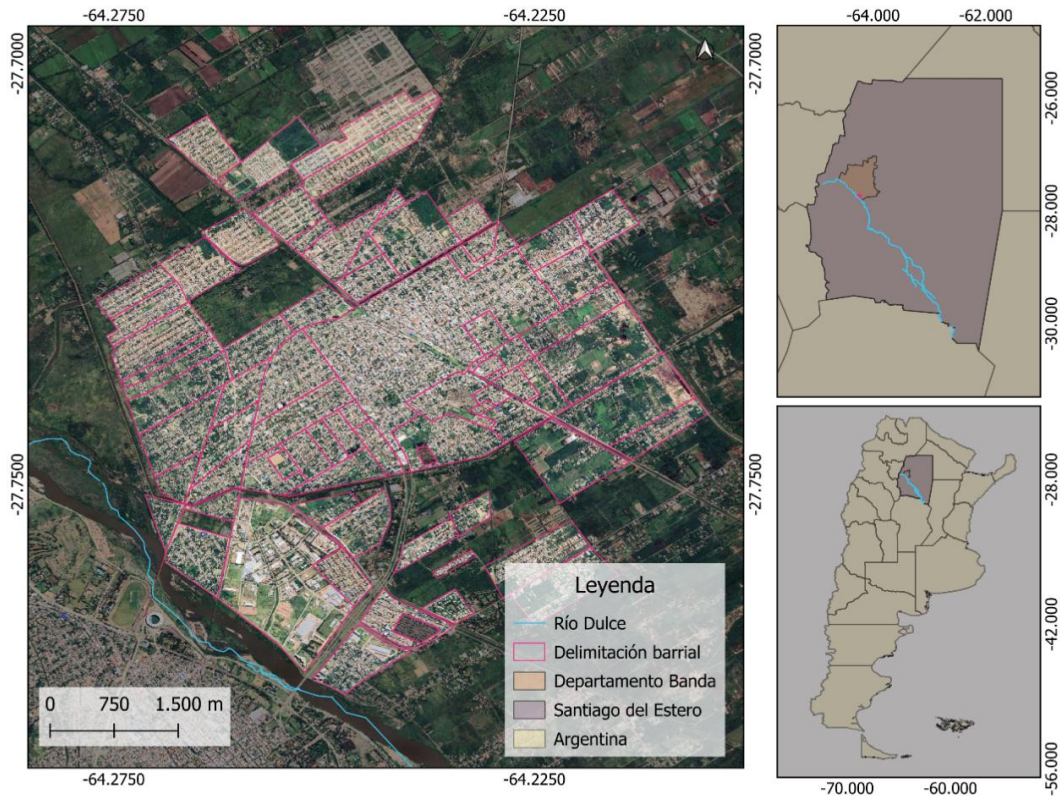 -64.2750
-64.2250
-27.7000
-27.7000
-27.7500
-27.7500
Leyenda
Río Dulce
Delimitación barrial
Departamento Banda
Santiago del Estero
Argentina
0 750 1.500 m
-64.2750
-64.2250
-64.000
-62.000
-26.000
-28.000
-30.000
-28.000
-42.000
-56.000
-70.000
-60.000